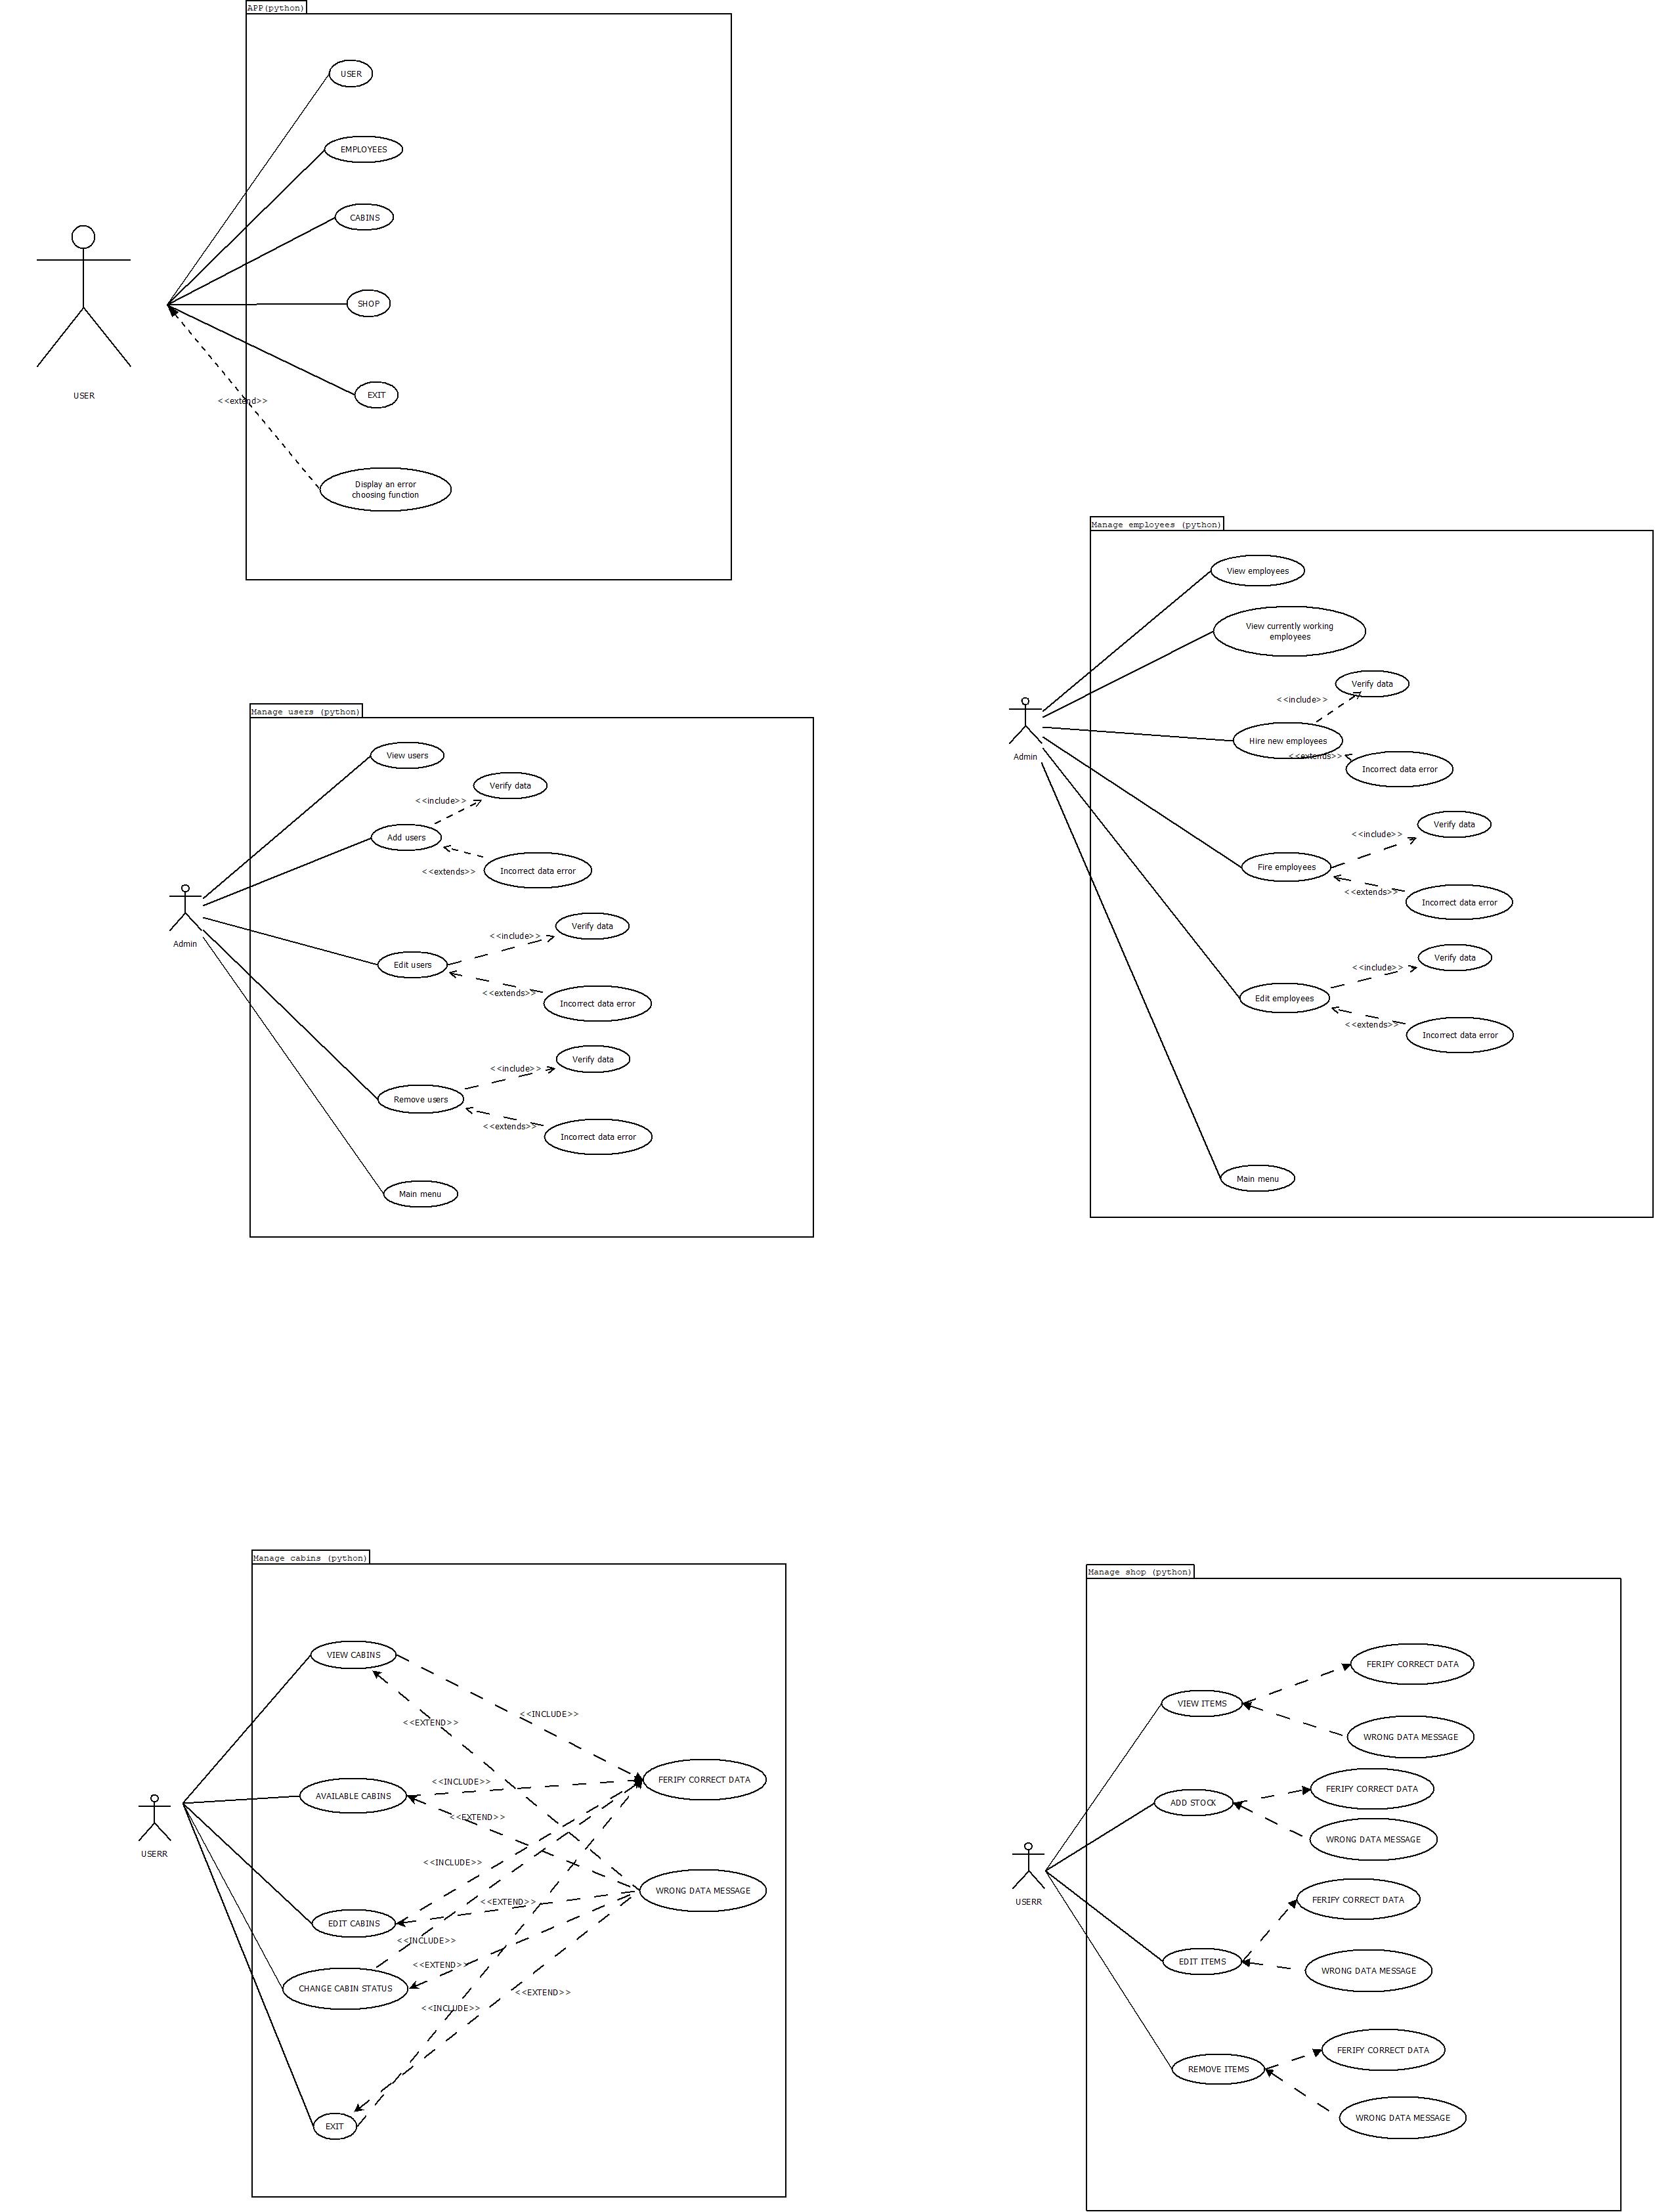 APP(python)
USER
EMPLOYEES
CABINS
SHOP
EXIT
<<extend>>
USER
Display an error
choosing function
Manage employees (python)
View employees
View currently working
employees
Verify data
<<include>>
Hire new employees
<<extends>>
Incorrect data error
Admin
Verify data
<<include>>
Fire employees
<<extends>>
Incorrect data error
Verify data
<<include>>
Edit employees
<<extends>>
Incorrect data error
Main menu
Manage users (python)
View users
Verify data
<<include>>
Add users
<<extends>>
Incorrect data error
Admin
Verify data
<<include>>
Edit users
<<extends>>
Incorrect data error
Verify data
<<include>>
Remove users
<<extends>>
Incorrect data error
Main menu
Manage cabins (python)
VIEW CABINS
<<INCLUDE>>
<<EXTEND>>
FERIFY CORRECT DATA
<<INCLUDE>>
AVAILABLE CABINS
<<EXTEND>>
USERR
<<INCLUDE>>
WRONG DATA MESSAGE
<<EXTEND>>
EDIT CABINS
<<INCLUDE>>
<<EXTEND>>
CHANGE CABIN STATUS
<<EXTEND>>
<<INCLUDE>>
EXIT
Manage shop (python)
FERIFY CORRECT DATA
VIEW ITEMS
WRONG DATA MESSAGE
FERIFY CORRECT DATA
ADD STOCK
WRONG DATA MESSAGE
FERIFY CORRECT DATA
USERR
EDIT ITEMS
WRONG DATA MESSAGE
FERIFY CORRECT DATA
REMOVE ITEMS
WRONG DATA MESSAGE